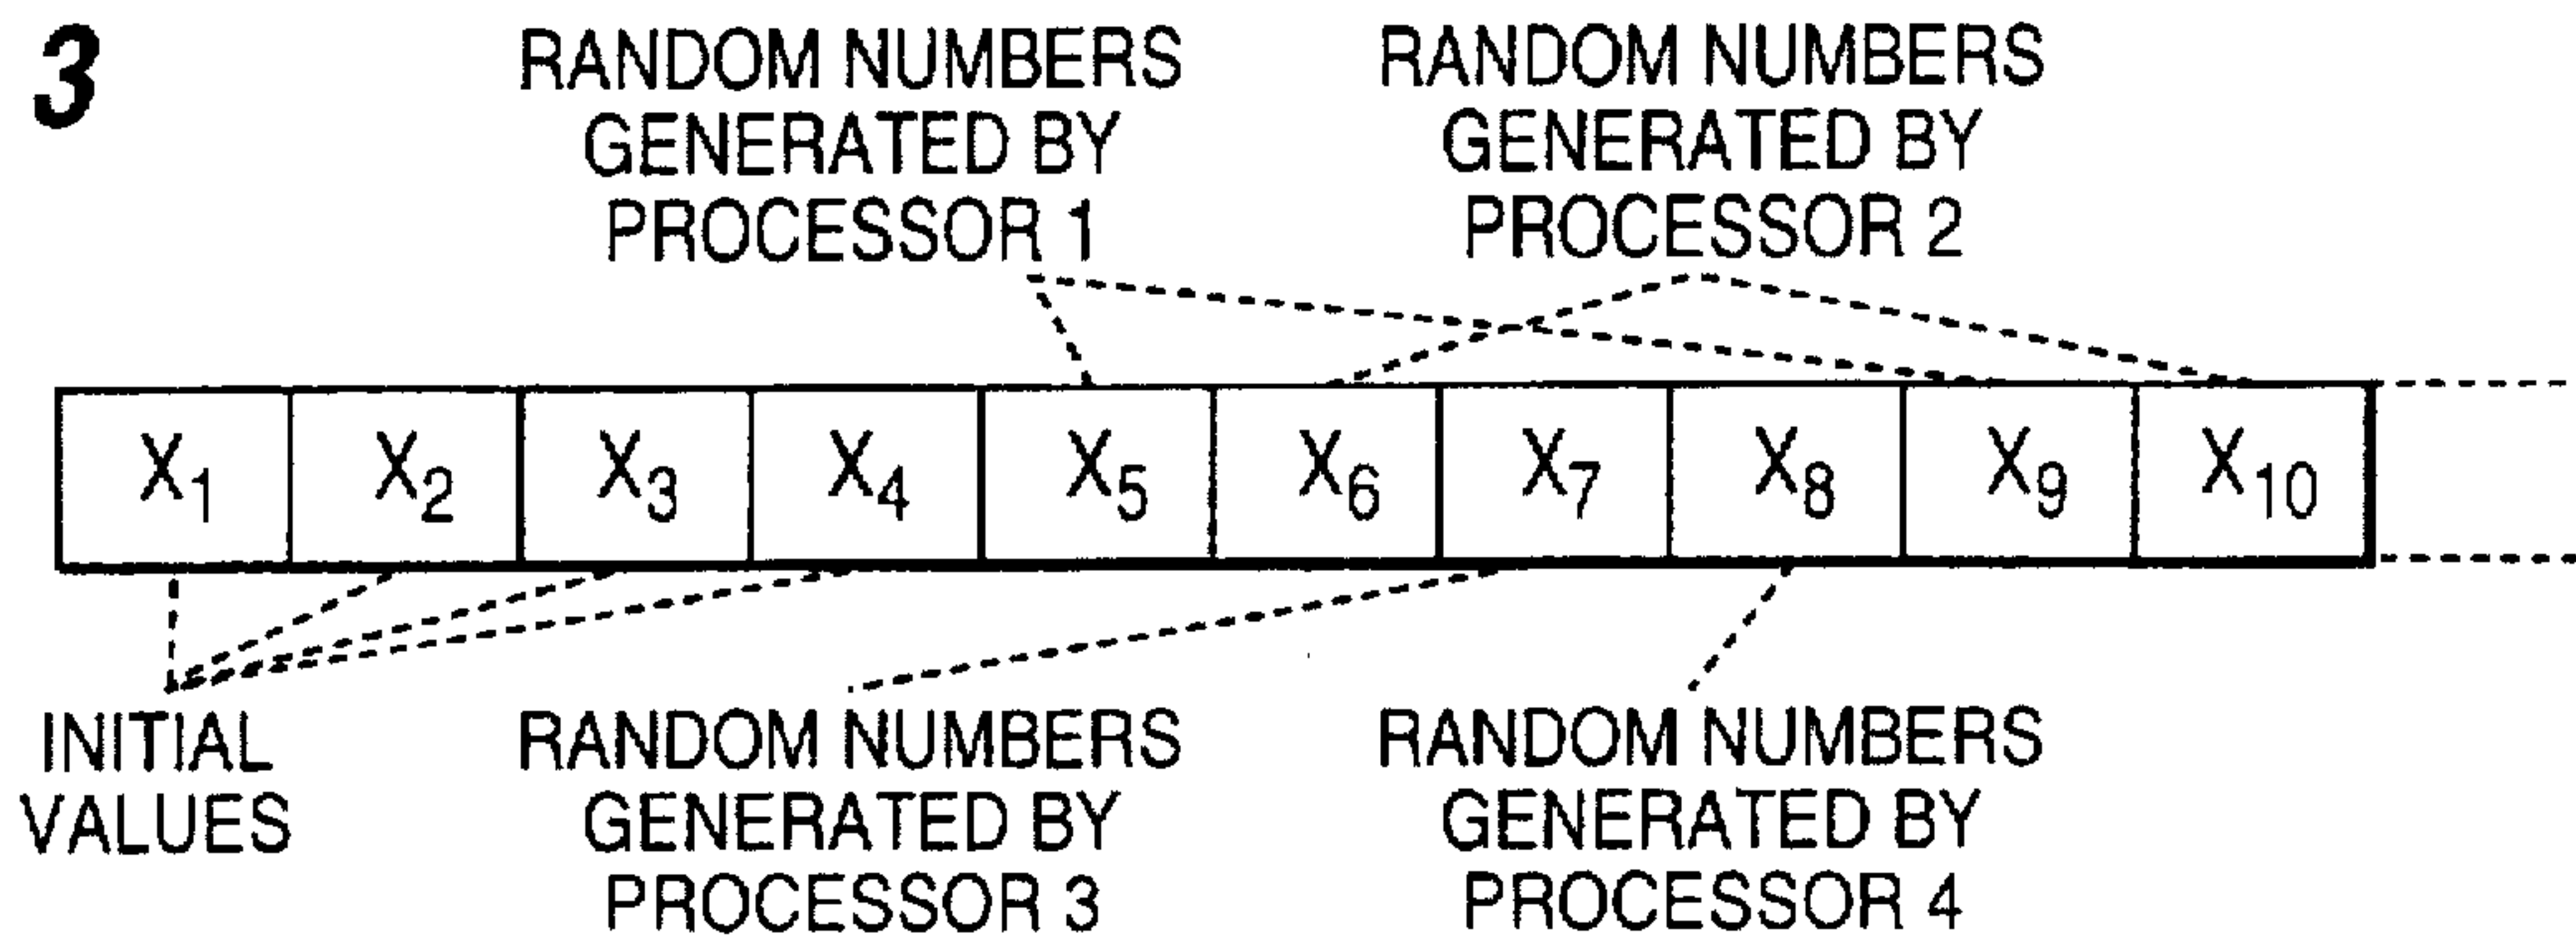 3
RANDOM NUMBERS
GENERATED BY
PROCESSOR 1
RANDOM NUMBERS
GENERATED BY
PROCESSOR 2
X₁ X₂ X₃ X₄ X₅ X₆ X₇ X₈ X₉ X₁₀
INITIAL
VALUES
RANDOM NUMBERS
GENERATED BY
PROCESSOR 3
RANDOM NUMBERS
GENERATED BY
PROCESSOR 4